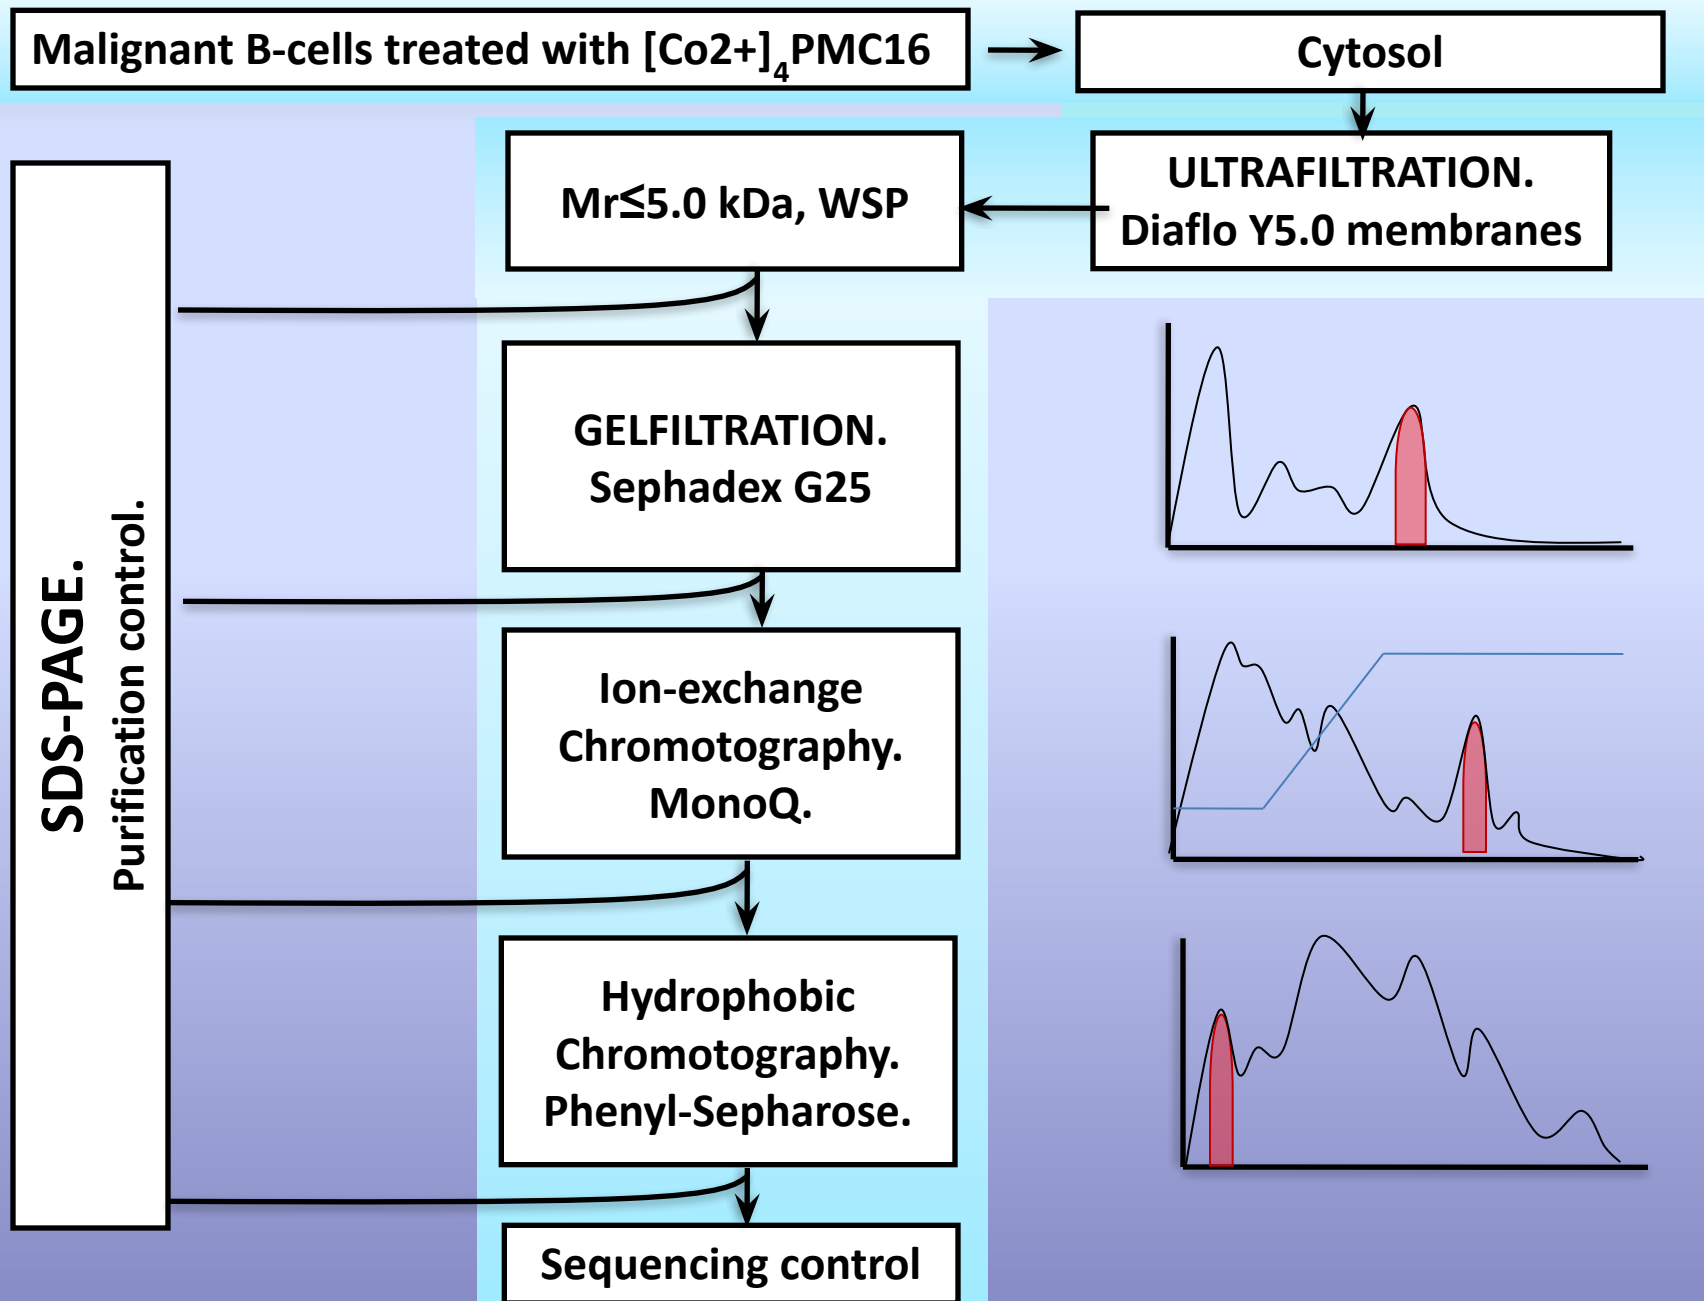 Malignant B-cells treated with [Co2+]4PMC16
Cytosol
ULTRAFILTRATION.
Diaflo Y5.0 membranes
Mr≤5.0 kDa, WSP
GELFILTRATION.
Sephadex G25
Ion-exchange
Chromotography.
MonoQ.
Hydrophobic
Chromotography.
Phenyl-Sepharose.
Sequencing control
SDS-PAGE.
Purification control.